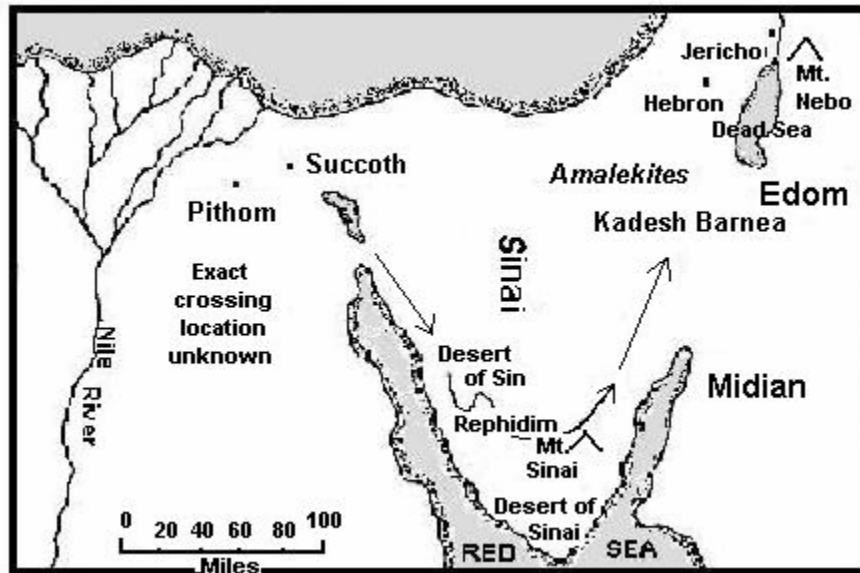 Jericho
Mt.
Nebo
Hebron
Dead Sea
Succoth
Amalekites
Edom
Pithom
Kadesh Barnea
Sinai
Exact
crossing
location
unknown
Nile
River
Desert
of Sin
Midian
Rephidim
Mt.
Sinai
Desert of
Sinai
0 20 40 60 100
Miles
RED SEA